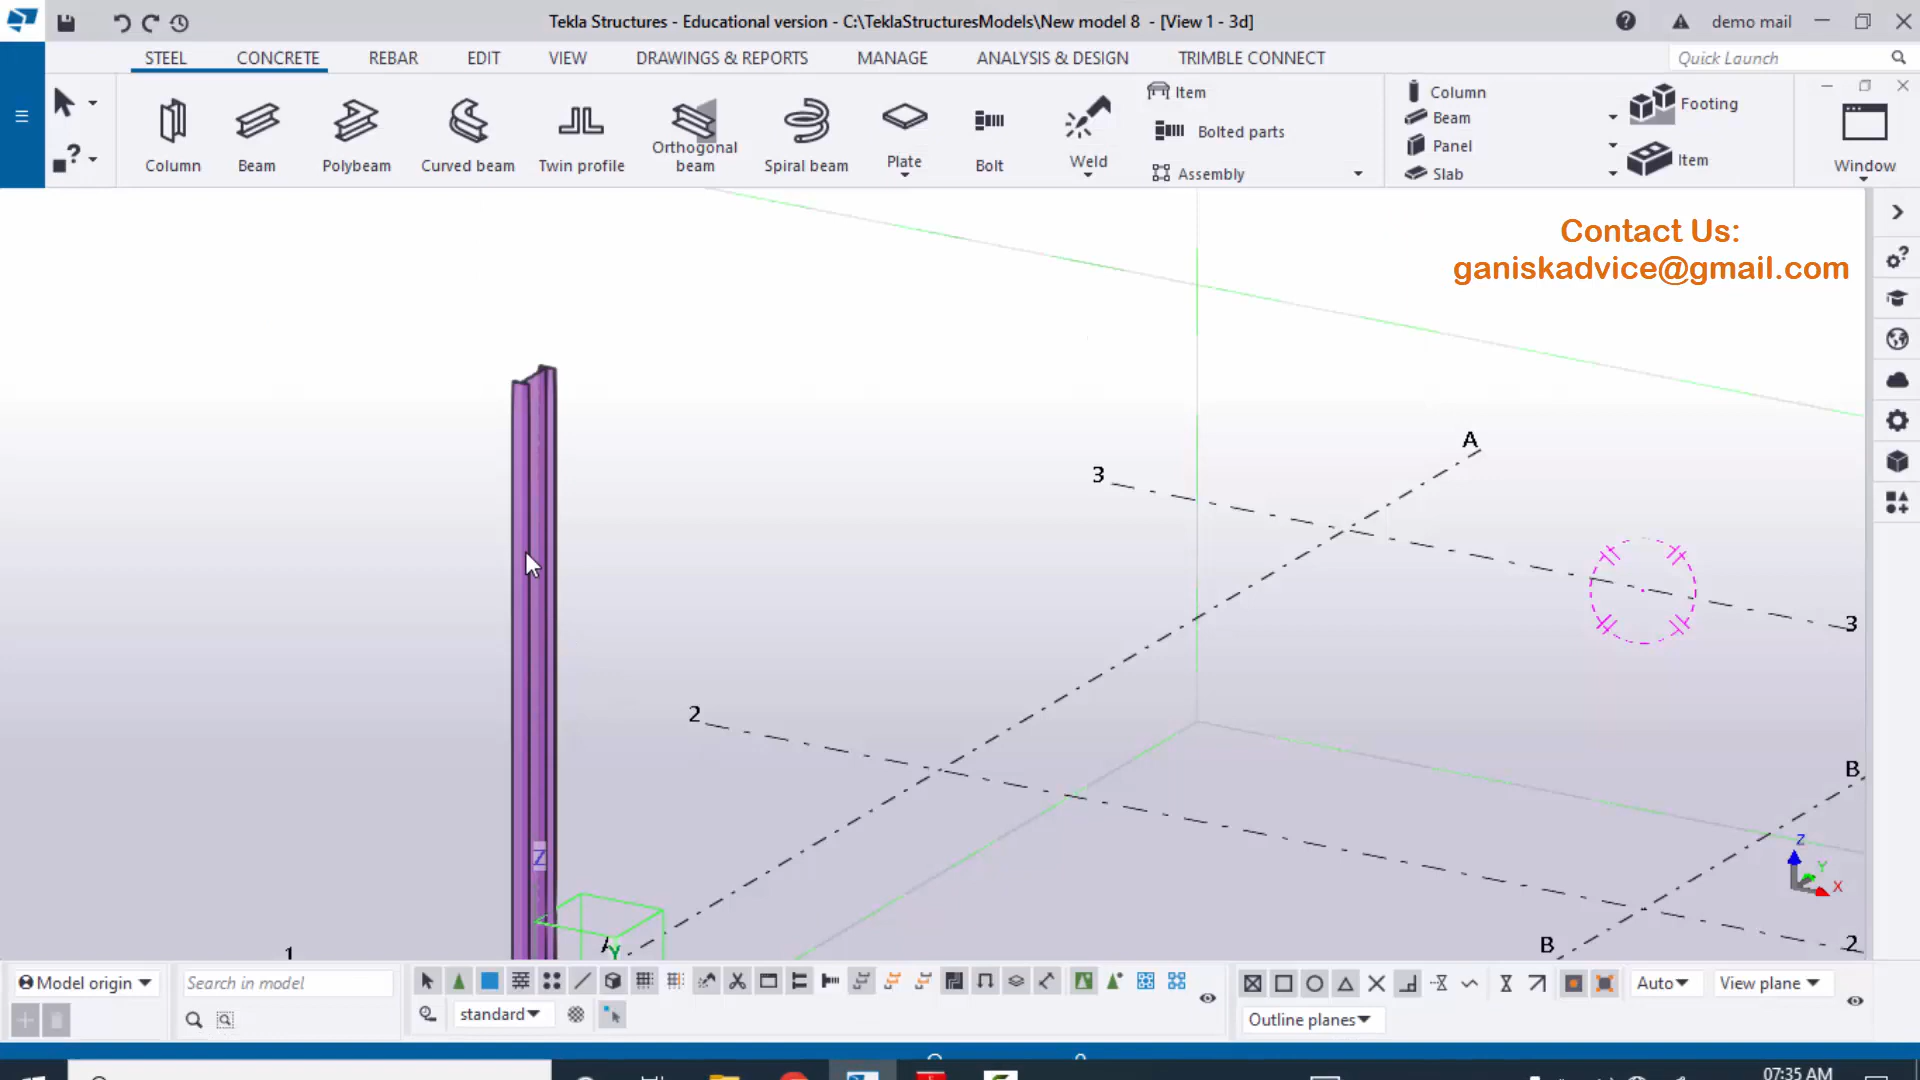 Tekla Structures - Educational version - C:\TeklaStructuresModels\New model 8 - [View 1 - 3d]
demo mail
STEEL CONCRETE REBAR EDIT VIEW DRAWINGS & REPORTS MANAGE ANALYSIS & DESIGN TRIMBLE CONNECT
Quick Launch
Column
Beam
Polybeam
Curved beam
Twin profile
Orthogonal
beam
Spiral beam
Plate
Bolt
Weld
Item
Bolted parts
Assembly
Column
Beam
Panel
Slab
Footing
Item
Window
Contact Us:
ganiskadvice@gmail.com
A
3
3
2
B
Z
Y
X
Z
A
Y
1
B
2
Model origin
Search in model
standard
Auto
View plane
Outline planes
07:35 AM